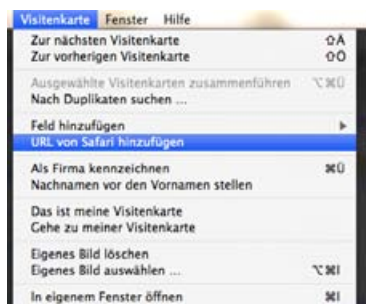 Visitenkarte Fenster Hilfe
Zur nächsten Visitenkarte ⇧Ä
Zur vorherigen Visitenkarte ⇧Ö
Ausgewählte Visitenkarten zusammenführen ⌥⌘Ü
Nach Duplikaten suchen ...
Feld hinzufügen ▶
URL von Safari hinzufügen
Als Firma kennzeichnen ⌘Ü
Nachnamen vor den Vornamen stellen
Das ist meine Visitenkarte
Gehe zu meiner Visitenkarte
Eigenes Bild löschen
Eigenes Bild auswählen ... ⌥⌘I
In eigenem Fenster öffnen ⌘I